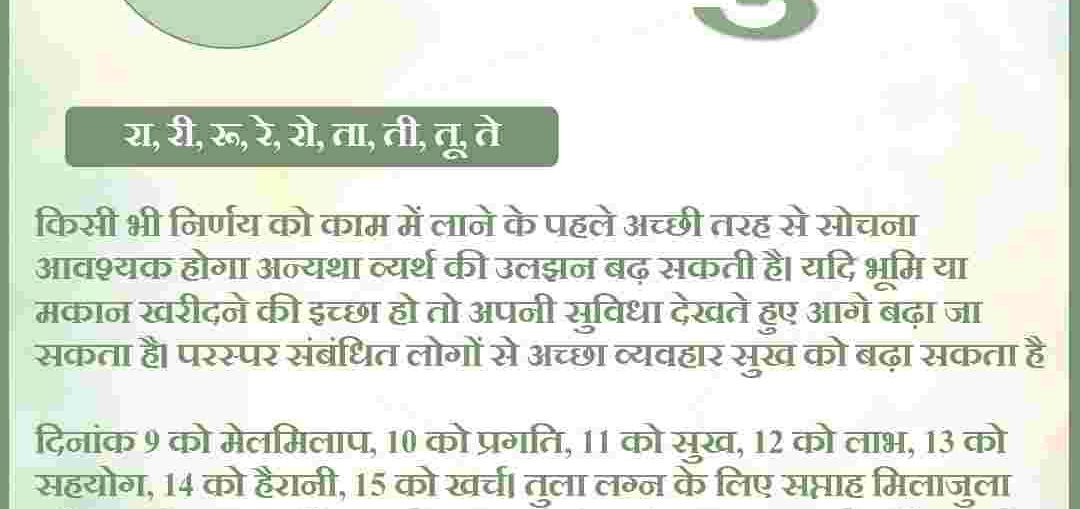 रा, री, रू, रे, रो, ता, ती, तू, ते
किसी भी निर्णय को काम में लाने के पहले अच्छी तरह से सोचना
आवश्यक होगा अन्यथा व्यर्थ की उलझन बढ़ सकती है। यदि भूमि या
मकान खरीदने की इच्छा हो तो अपनी सुविधा देखते हुए आगे बढ़ा जा
सकता है। परस्पर संबंधित लोगों से अच्छा व्यवहार सुख को बढ़ा सकता है
दिनांक 9 को मेलमिलाप, 10 को प्रगति, 11 को सुख, 12 को लाभ, 13 को
सहयोग, 14 को हैरानी, 15 को खर्च। तुला लग्न के लिए सप्ताह मिलाजुला